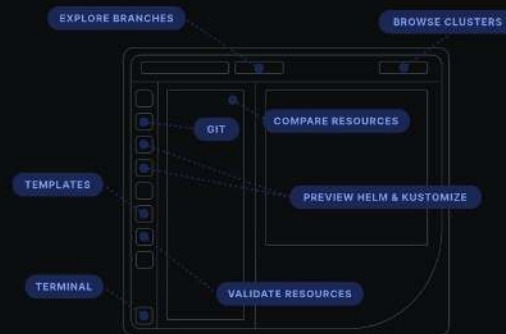 EXPLORE BRANCHES
BROWSE CLUSTERS
COMPARE RESOURCES
GIT
TEMPLATES
PREVIEW HELM & KUSTOMIZE
TERMINAL
VALIDATE RESOURCES